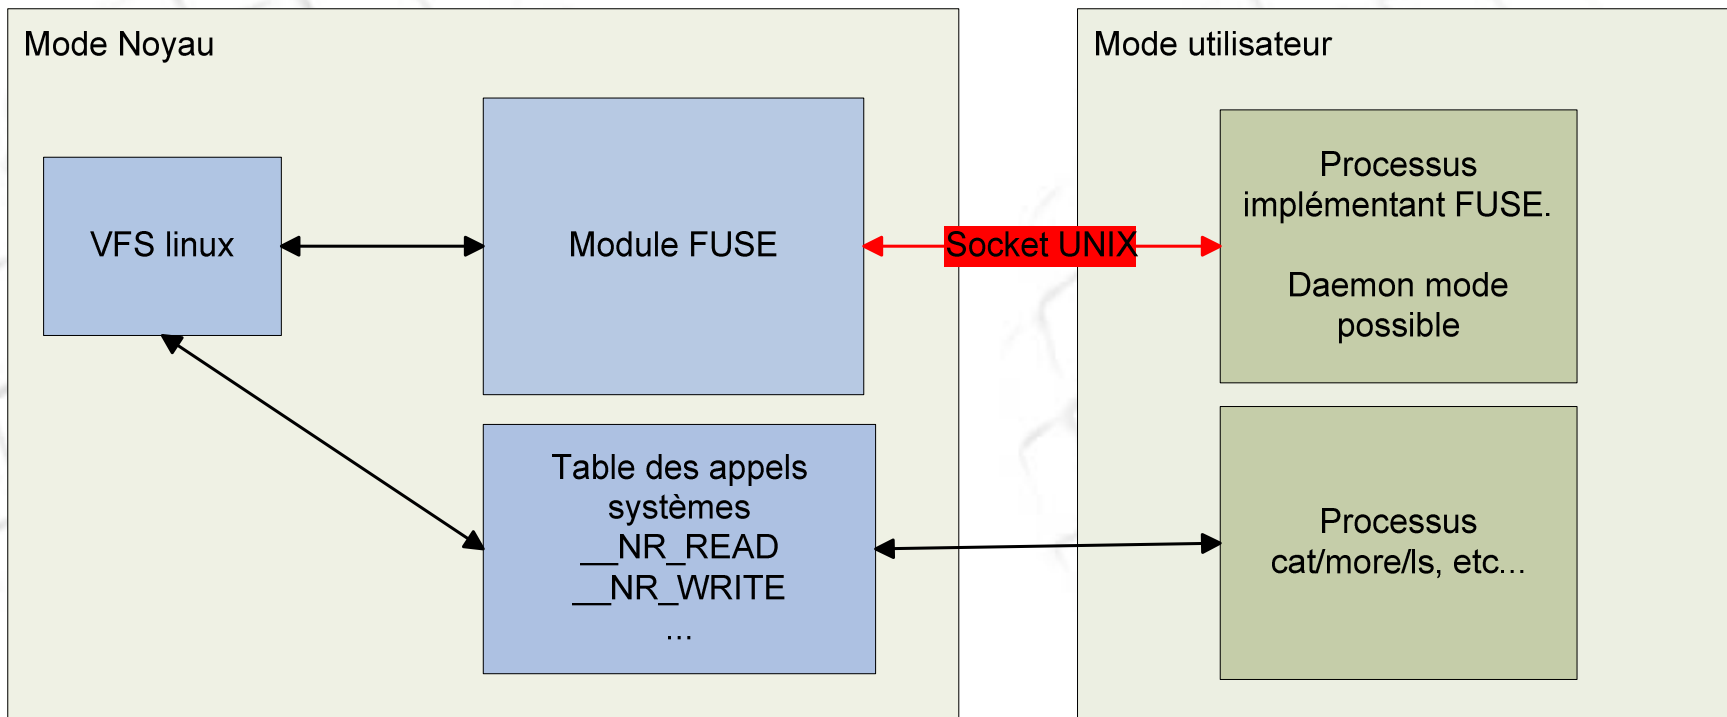 Mode Noyau
Mode utilisateur
VFS linux
Module FUSE
Socket UNIX
Processus
implémentant FUSE.
Daemon mode
possible
Table des appels
systèmes
__NR_READ
__NR_WRITE
...
Processus
cat/more/ls, etc...